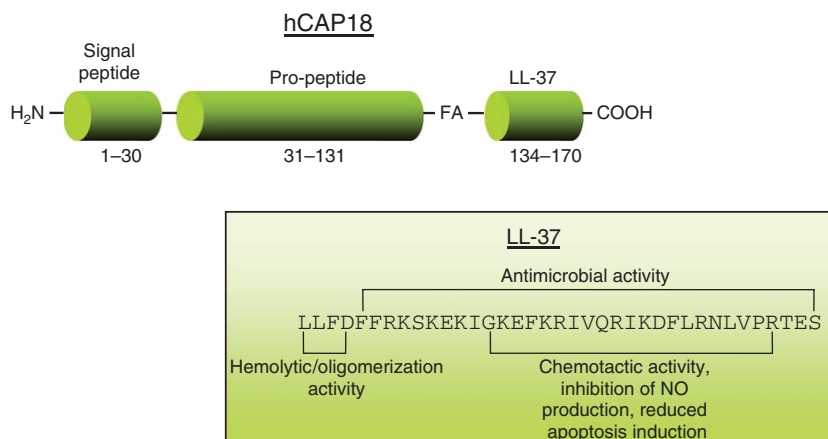 hCAP18
Signal
peptide
Pro-peptide
LL-37
H₂N
FA
COOH
1–30
31–131
134–170
LL-37
Antimicrobial activity
LLFDFFRKSKEKIGKEFKRIVQRIKDFLRNLVPRTES
Hemolytic/oligomerization
activity
Chemotactic activity,
inhibition of NO
production, reduced
apoptosis induction